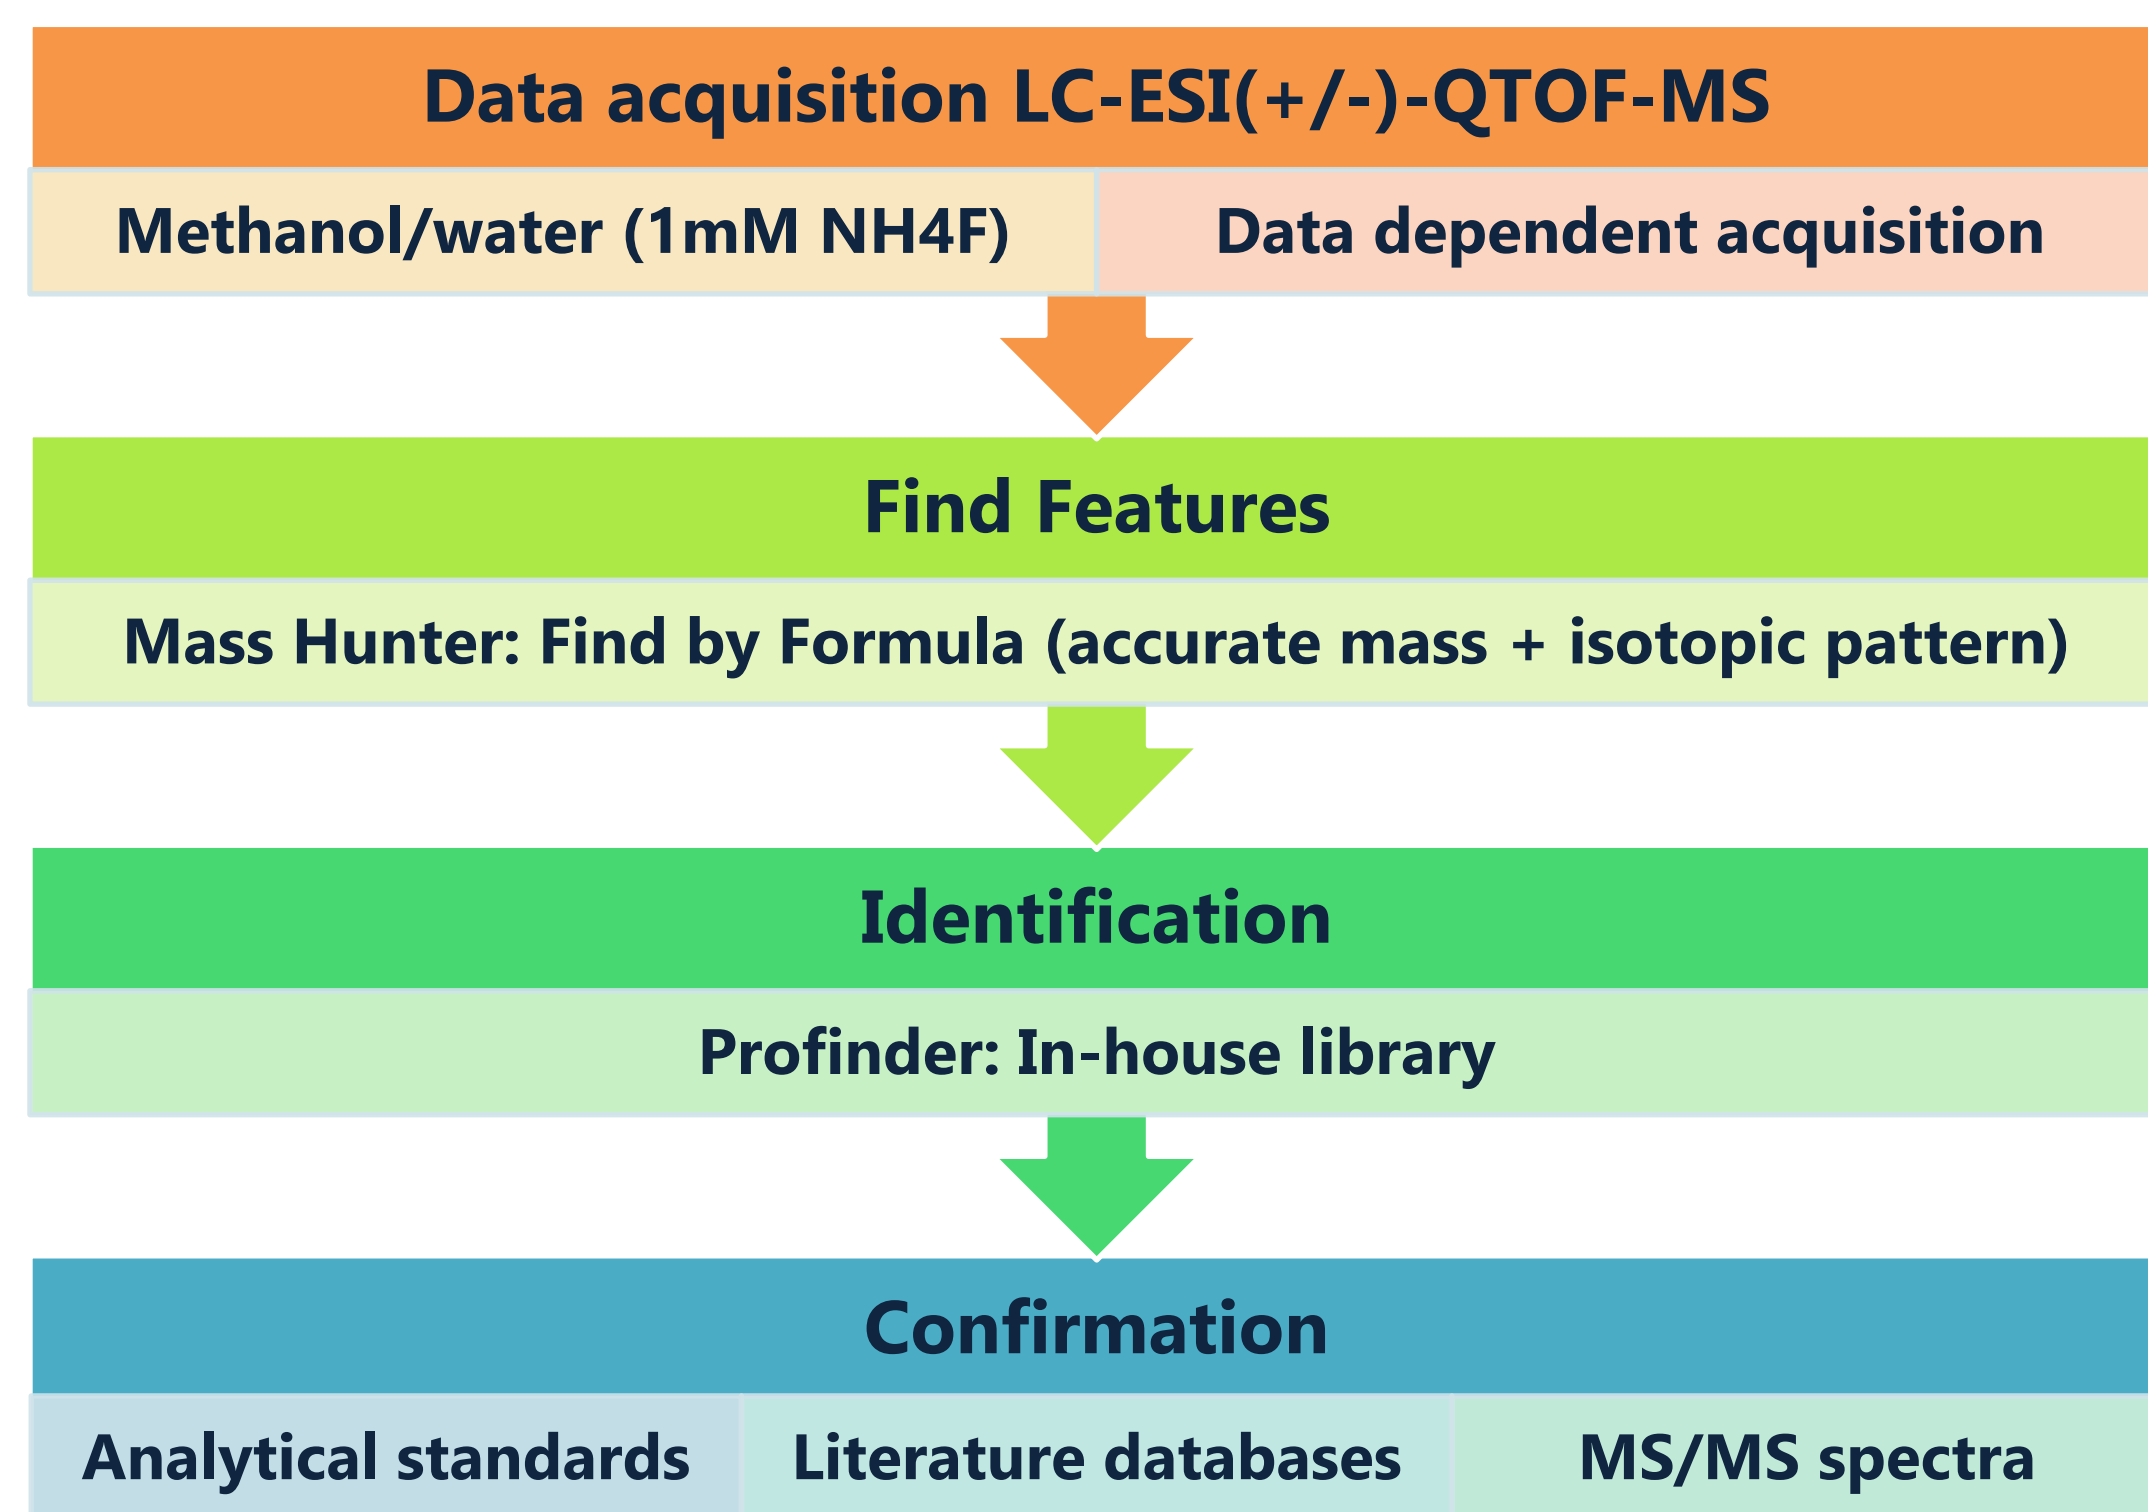 Data acquisition LC-ESI(+/-)-QTOF-MS
Methanol/water (1mM NH4F)
Data dependent acquisition
Find Features
Mass Hunter: Find by Formula (accurate mass + isotopic pattern)
Identification
Profinder: In-house library
Confirmation
Analytical standards
Literature databases
MS/MS spectra